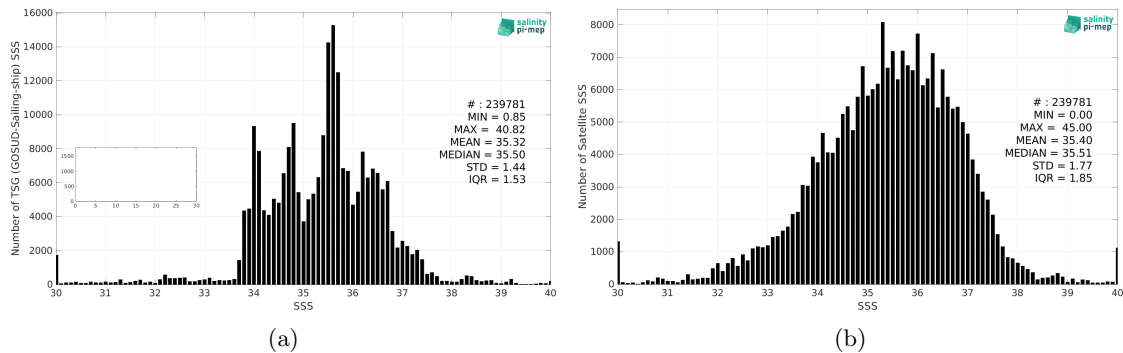 16000
14000
12000
10000
8000
6000
4000
2000
0
Number of TSG (GOSUD-Sailing-ship) SSS
salinity
pi-mep
# : 239781
MIN = 0.85
MAX = 40.82
MEAN = 35.32
MEDIAN = 35.50
STD = 1.44
IQR = 1.53
1500
1000
500
0
0 5 10 15 20 25 30
30 31 32 33 34 35 36 37 38 39 40
SSS
(a)
8000
7000
6000
5000
4000
3000
2000
1000
0
Number of Satellite SSS
salinity
pi-mep
# : 239781
MIN = 0.00
MAX = 45.00
MEAN = 35.40
MEDIAN = 35.51
STD = 1.77
IQR = 1.85
30 31 32 33 34 35 36 37 38 39 40
SSS
(b)